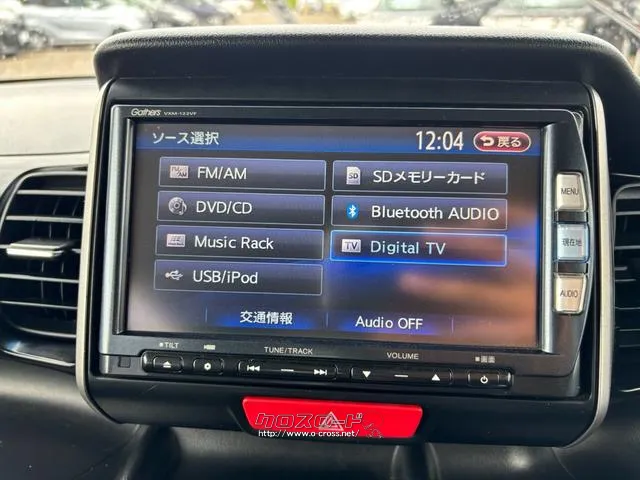 Gathers VXM-122VF
ソース選択 12:04 戻る
FM/AM
SDメモリーカード
DVD/CD
Bluetooth AUDIO
Music Rack
TV Digital TV
USB/iPod
交通情報
Audio OFF
MENU
現在地
AUDIO
TILT
TUNE/TRACK
VOLUME
画面
クロスロード
http://www.o-cross.net/